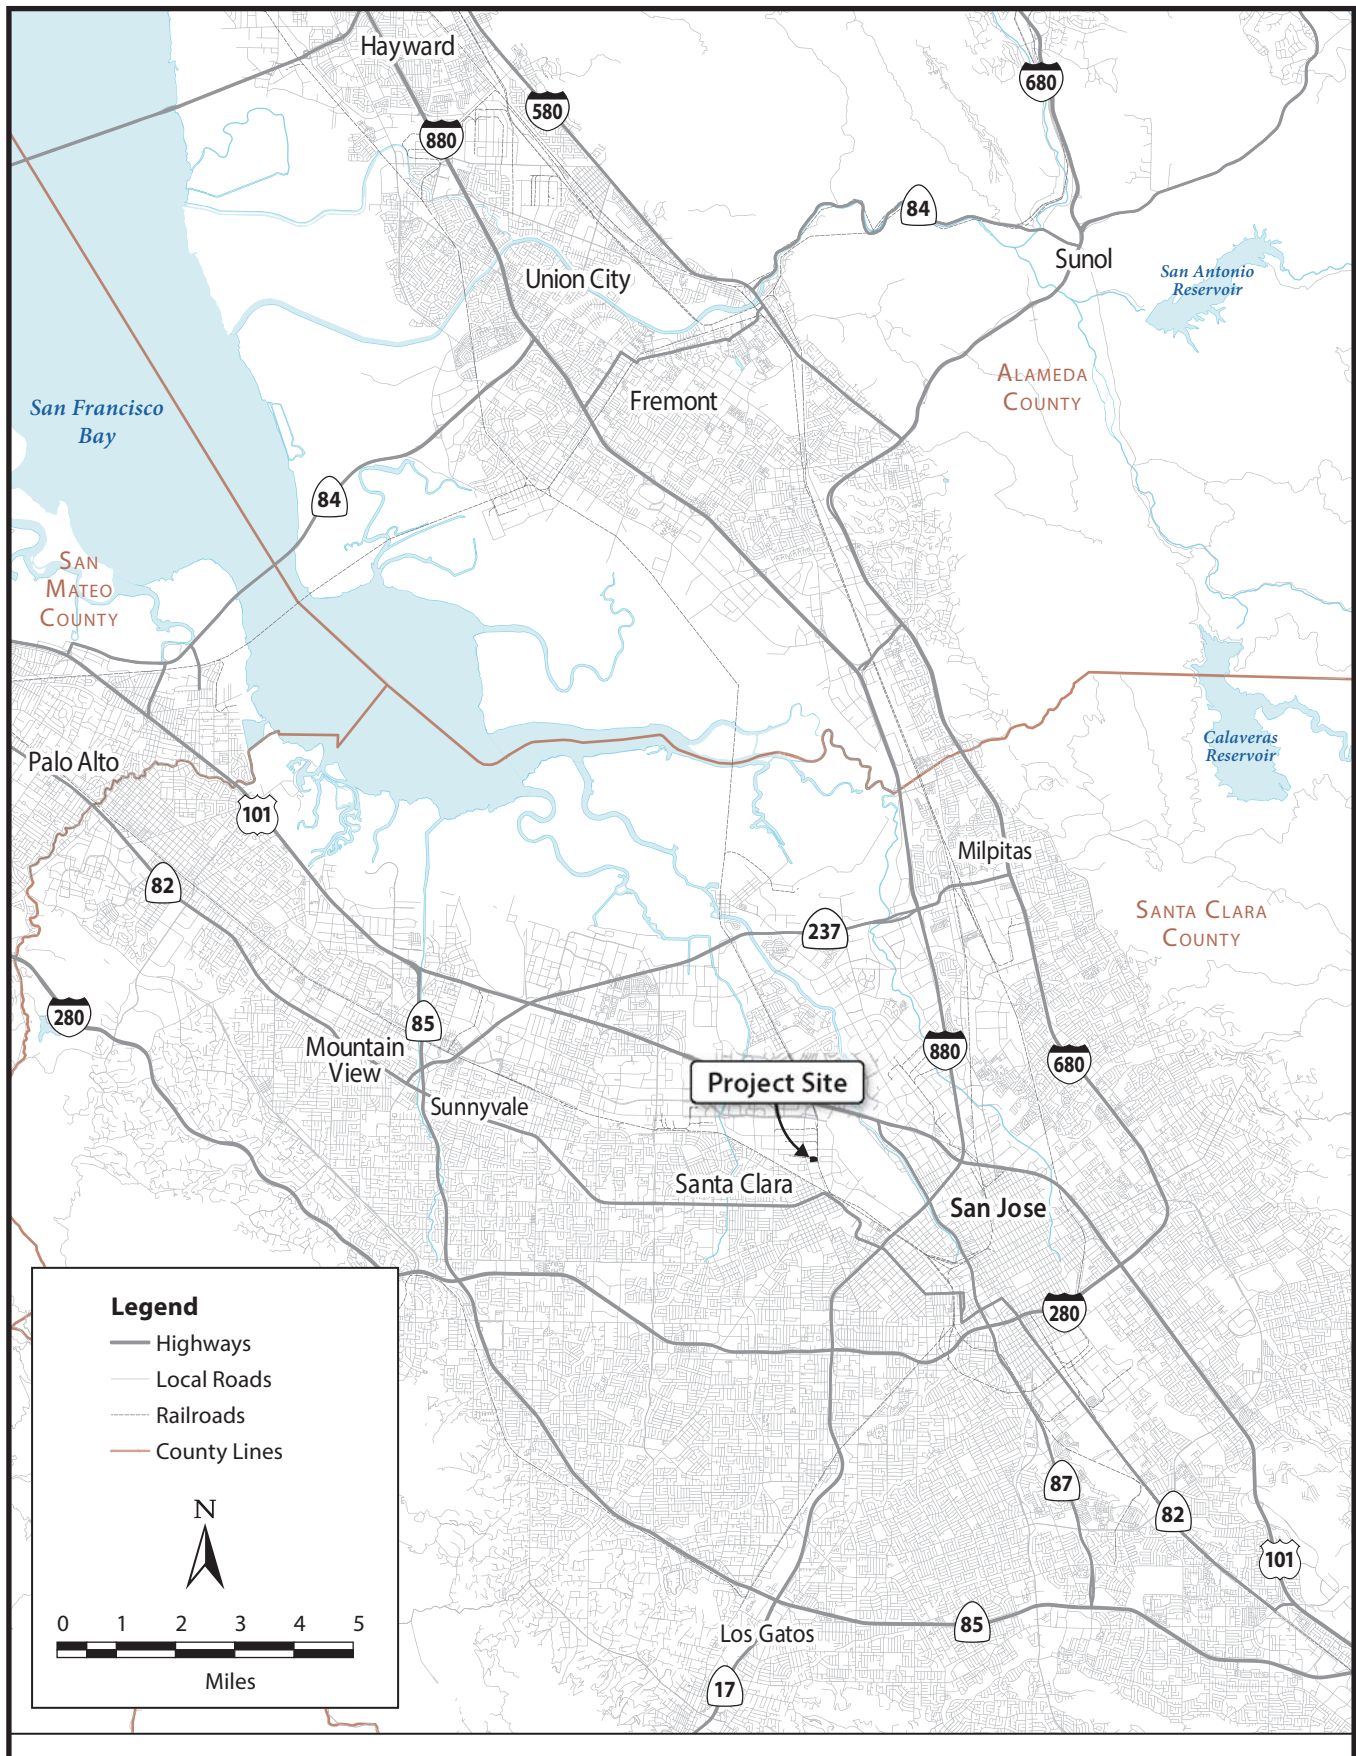 Hayward
680
580
880
84
Sunol
San Antonio
Reservoir
Union City
ALAMEDA
COUNTY
Fremont
San Francisco
Bay
84
SAN
MATEO
COUNTY
Calaveras
Reservoir
Palo Alto
101
Milpitas
82
SANTA CLARA
COUNTY
237
280
85
Mountain
View
880
680
Project Site
Sunnyvale
Santa Clara
San Jose
280
Legend
Highways
Local Roads
Railroads
County Lines
87
82
N
101
0 1 2 3 4 5
Miles
85
Los Gatos
17